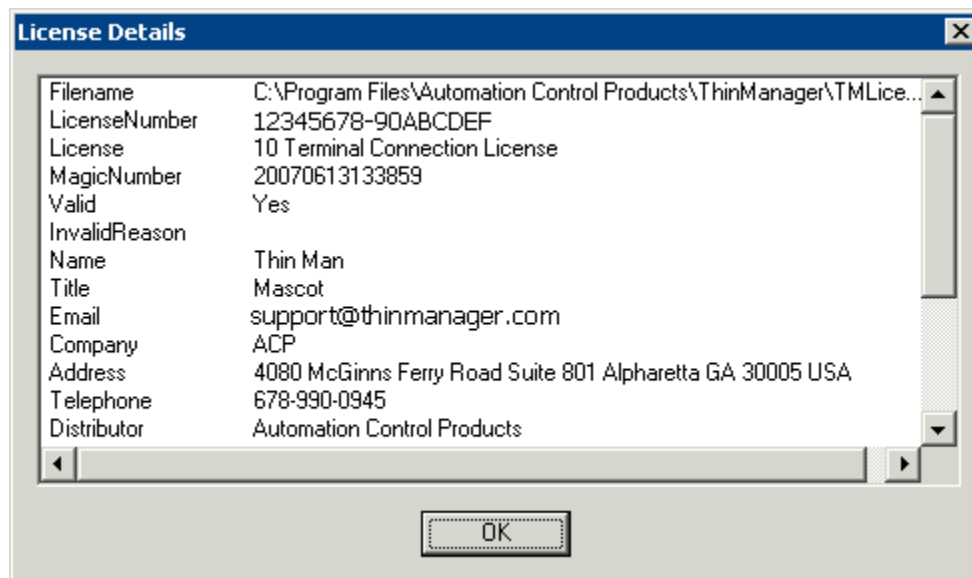 License Details
Filename C:\Program Files\Automation Control Products\ThinManager\TMLice...
LicenseNumber 12345678-90ABCDEF
License 10 Terminal Connection License
MagicNumber 20070613133859
Valid Yes
InvalidReason
Name Thin Man
Title Mascot
Email support@thinmanager.com
Company ACP
Address 4080 McGinns Ferry Road Suite 801 Alpharetta GA 30005 USA
Telephone 678-990-0945
Distributor Automation Control Products
OK